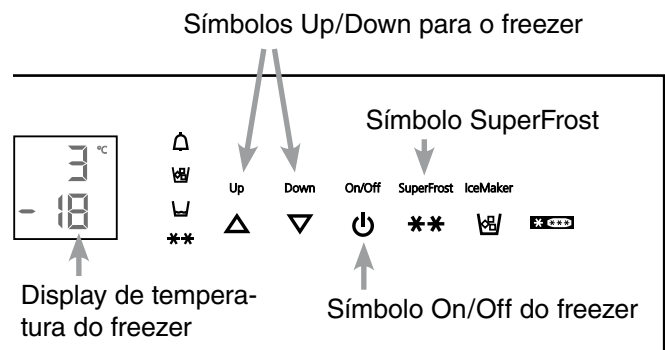 Símbolos Up/Down para o freezer
Símbolo SuperFrost
3 °C
Up Down On/Off SuperFrost IceMaker
- 18
Display de tempera-
tura do freezer
Símbolo On/Off do freezer